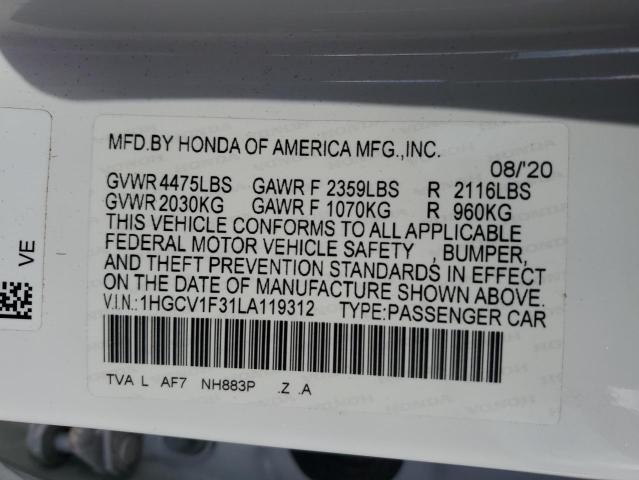 MFD.BY HONDA OF AMERICA MFG.,INC.
08/'20
GVWR 4475LBS GAWR F 2359LBS R 2116LBS
GVWR 2030KG GAWR F 1070KG R 960KG
THIS VEHICLE CONFORMS TO ALL APPLICABLE
FEDERAL MOTOR VEHICLE SAFETY , BUMPER,
AND THEFT PREVENTION STANDARDS IN EFFECT
ON THE DATE OF MANUFACTURE SHOWN ABOVE.
V.I.N.:1HGCV1F31LA119312 TYPE:PASSENGER CAR
TVA L AF7 NH883P .Z .A
VE